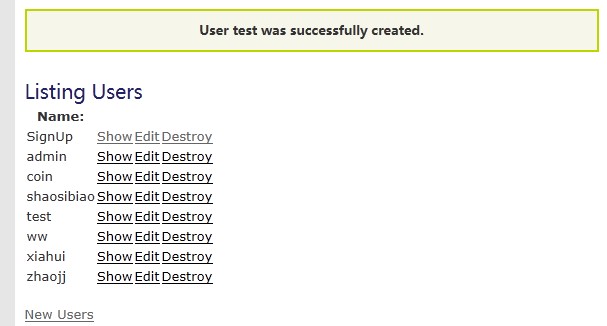 User test was successfully created.
Listing Users
Name:
SignUp Show Edit Destroy
admin Show Edit Destroy
coin Show Edit Destroy
shaosibiao Show Edit Destroy
test Show Edit Destroy
ww Show Edit Destroy
xiahui Show Edit Destroy
zhaojj Show Edit Destroy
New Users